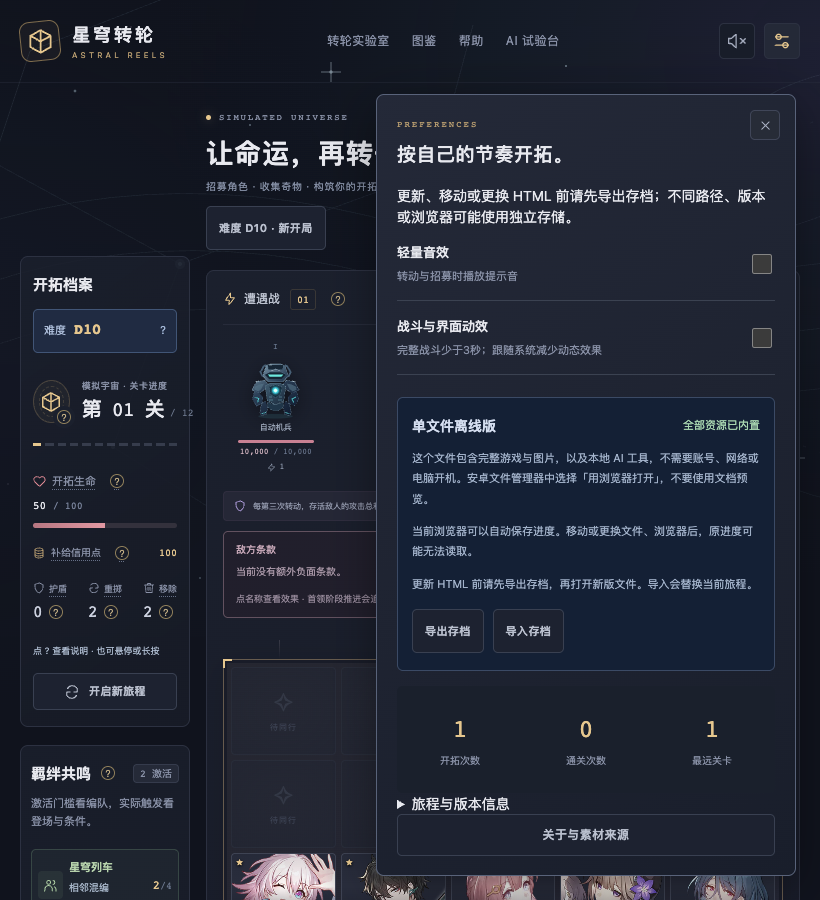 星穹转轮
ASTRAL REELS
转轮实验室 图鉴 帮助 AI 试验台
SIMULATED UNIVERSE
让命运，再转
招募角色 · 收集奇物 · 构筑你的开拓
难度 D10 · 新开局
开拓档案
难度 D10 ?
模拟宇宙 · 关卡进度
第 01 关 / 12
?
开拓生命 ?
50 / 100
补给信用点 ? 100
护盾 重掷 移除
0 ? 2 ? 2 ?
点 ? 查看说明 · 也可悬停或长按
开启新旅程
羁绊共鸣 ? 2 激活
激活门槛看编队，实际触发看
登场与条件。
星穹列车
相邻混编 2/4
遭遇战 01 ?
I
自动机兵
10,000 / 10,000
1
每第三次转动，存活敌人的攻击总
敌方条款
当前没有额外负面条款。
点名称查看效果 · 首领阶段推进会
待同行
待同行
PREFERENCES
按自己的节奏开拓。
更新、移动或更换 HTML 前请先导出存档；不同路径、版本
或浏览器可能使用独立存储。
轻量音效
转动与招募时播放提示音
战斗与界面动效
完整战斗少于3秒；跟随系统减少动态效果
单文件离线版 全部资源已内置
这个文件包含完整游戏与图片，以及本地 AI 工具，不需要账号、网络或
电脑开机。安卓文件管理器中选择「用浏览器打开」，不要使用文档预
览。
当前浏览器可以自动保存进度。移动或更换文件、浏览器后，原进度可
能无法读取。
更新 HTML 前请先导出存档，再打开新版文件。导入会替换当前旅程。
导出存档 导入存档
1 0 1
开拓次数 通关次数 最远关卡
旅程与版本信息
关于与素材来源